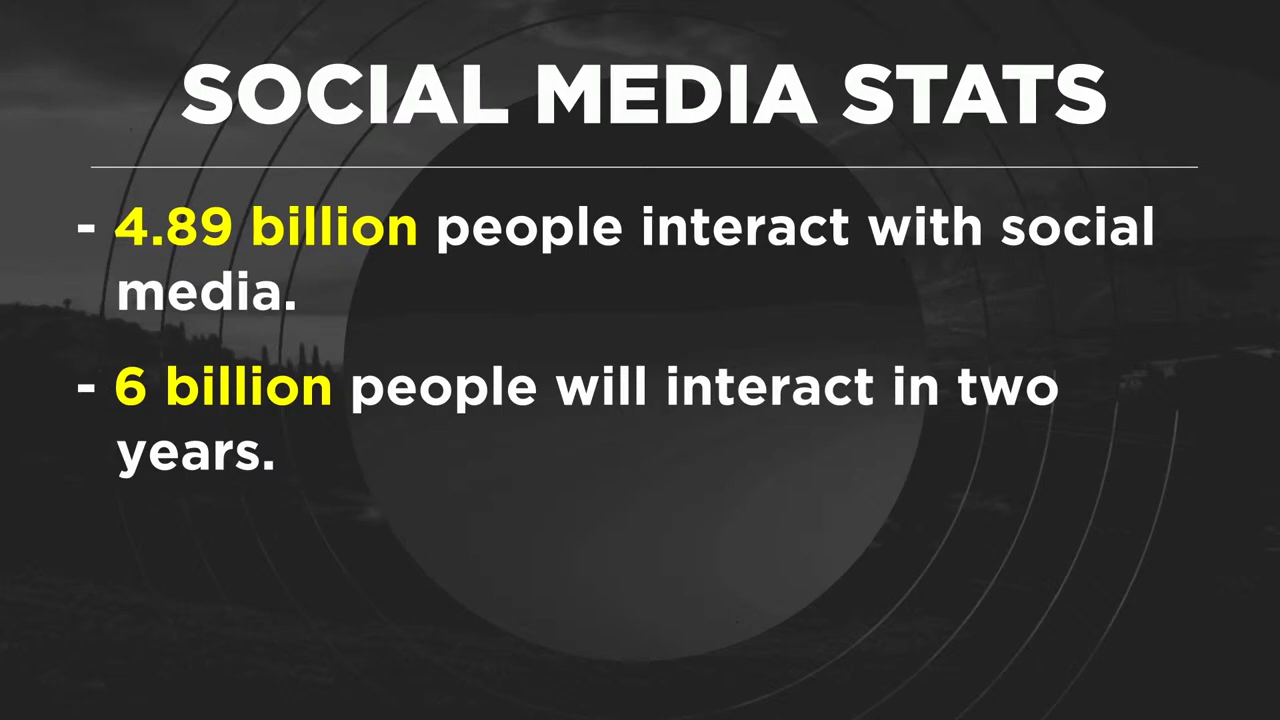 SOCIAL MEDIA STATS
- 4.89 billion people interact with social
media.
- 6 billion people will interact in two
years.